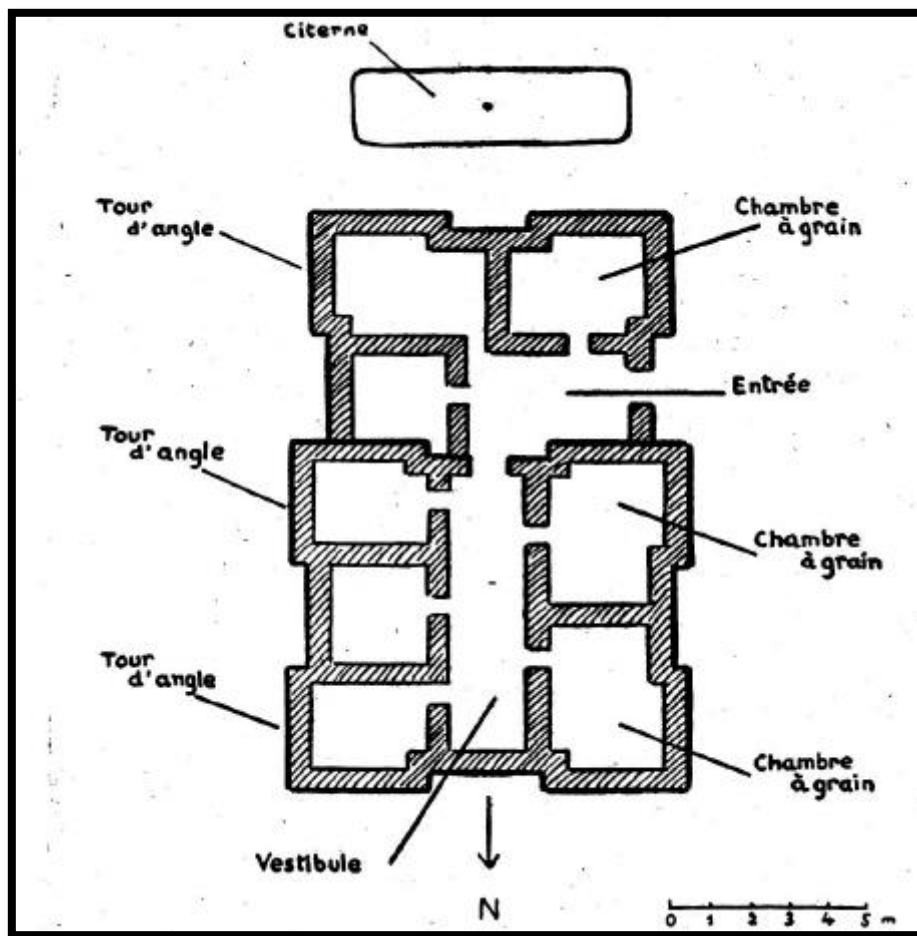 Citerne
Tour
d'angle
Chambre
à grain
Entrée
Tour
d'angle
Chambre
à grain
Tour
d'angle
Chambre
à grain
Vestibule
N
0 1 2 3 4 5 m